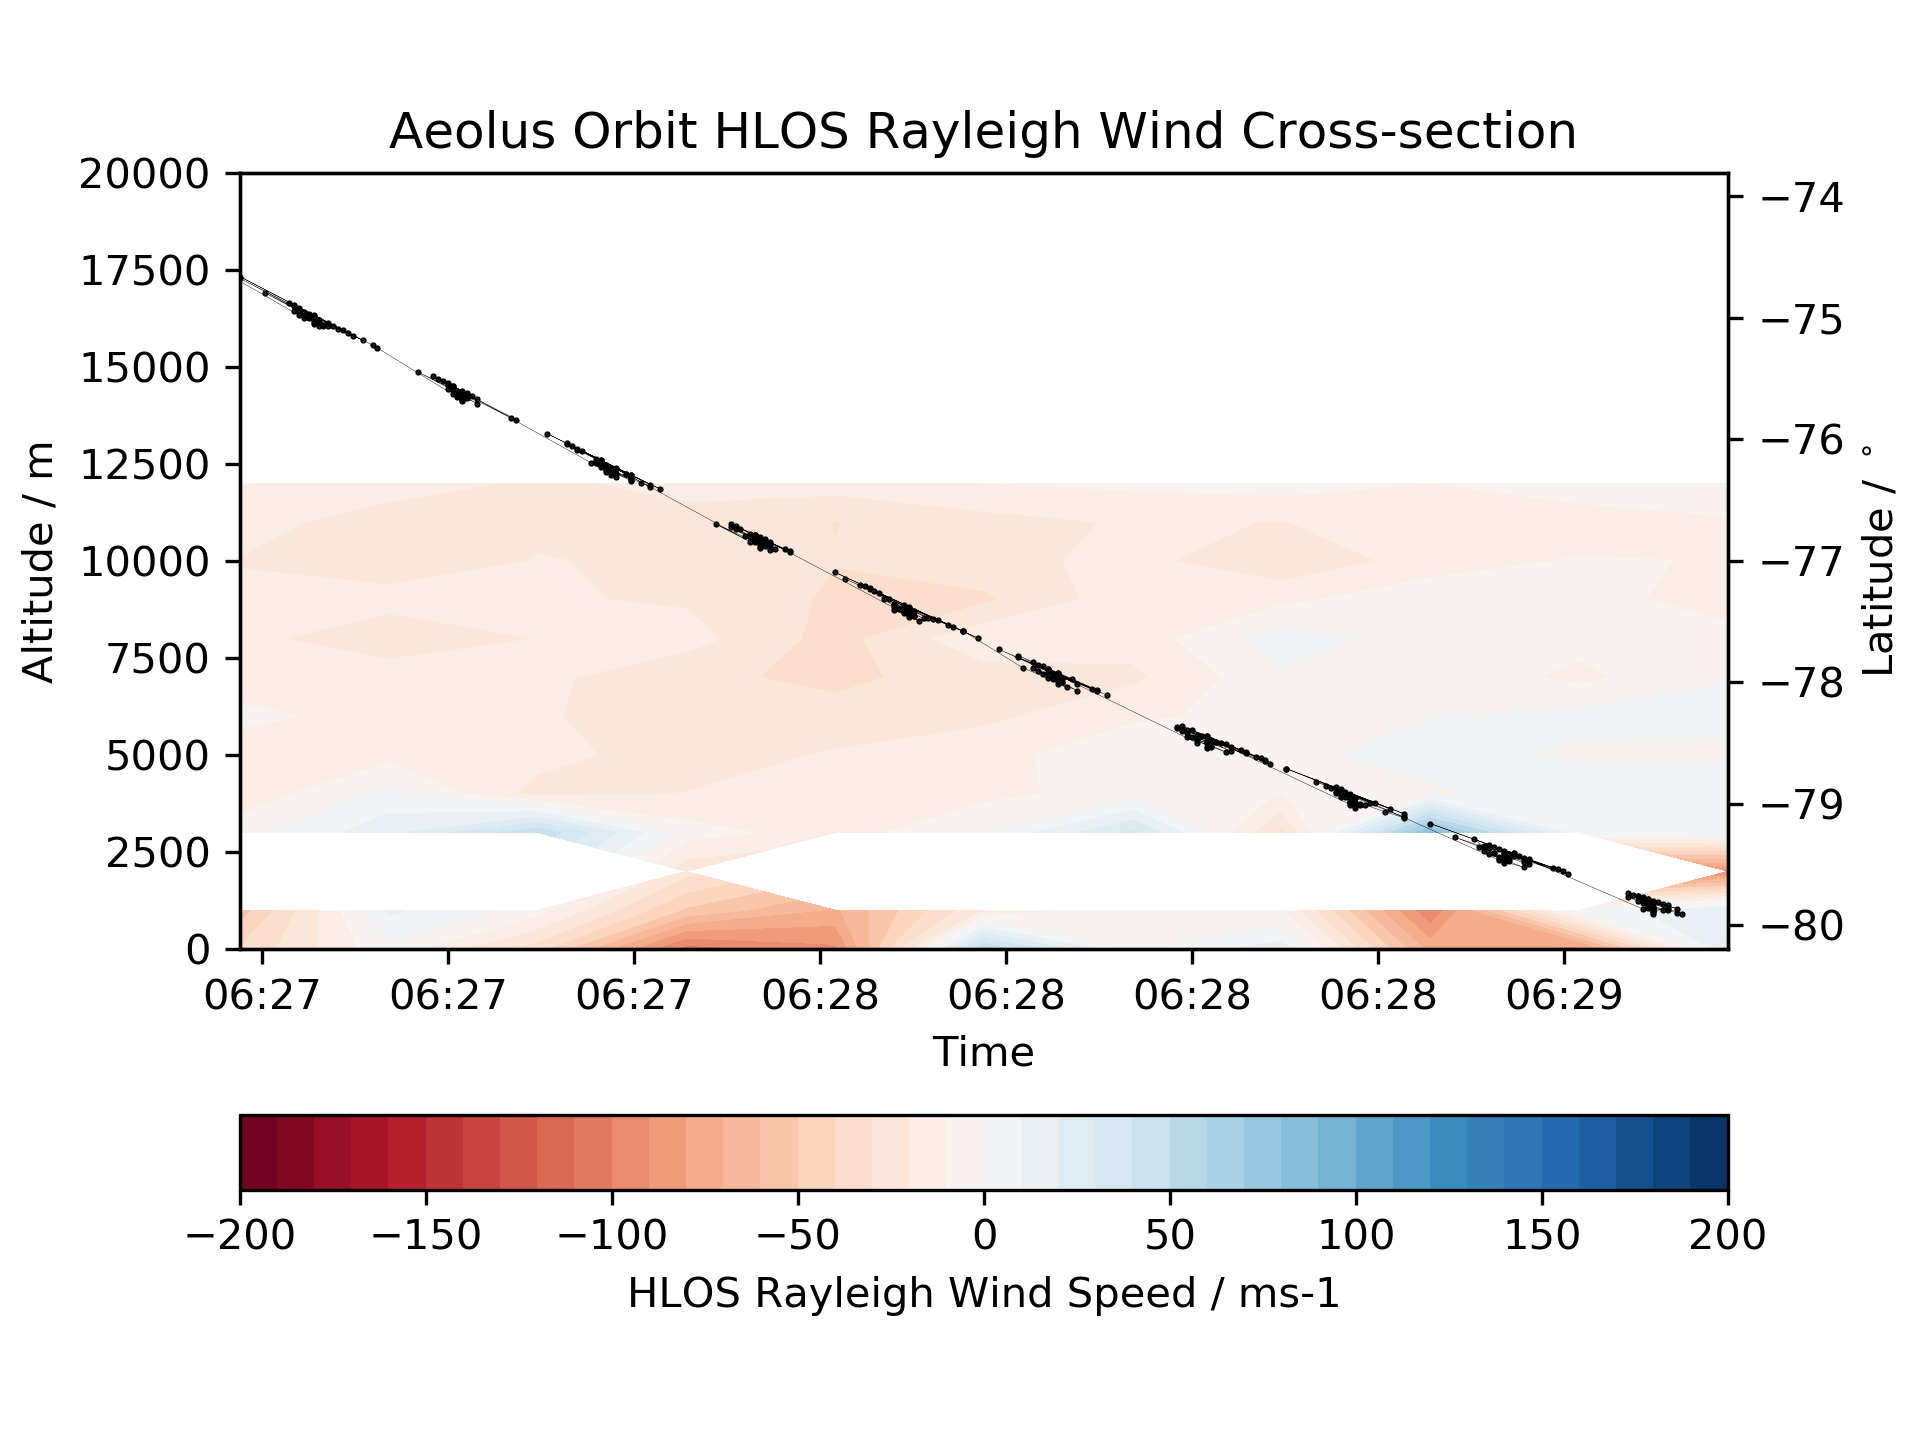 Aeolus Orbit HLOS Rayleigh Wind Cross-section
20000
17500
15000
12500
10000
7500
5000
2500
0
Altitude / m
−74
−75
−76
−77
−78
−79
−80
Latitude / °
06:27 06:27 06:27 06:28 06:28 06:28 06:28 06:29
Time
−200 −150 −100 −50 0 50 100 150 200
HLOS Rayleigh Wind Speed / ms-1